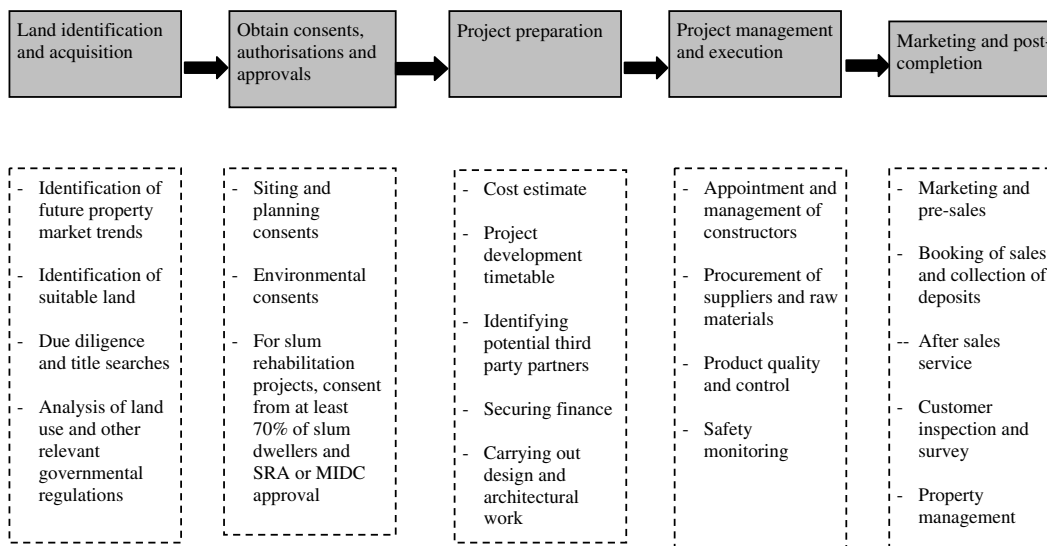 Land identification
and acquisition
Obtain consents,
authorisations and
approvals
Project preparation
Project management
and execution
Marketing and post-
completion
- Identification of
future property
market trends
- Identification of
suitable land
- Due diligence
and title searches
- Analysis of land
use and other
relevant
governmental
regulations
- Siting and
planning
consents
- Environmental
consents
- For slum
rehabilitation
projects, consent
from at least
70% of slum
dwellers and
SRA or MIDC
approval
- Cost estimate
- Project
development
timetable
- Identifying
potential third
party partners
- Securing finance
- Carrying out
design and
architectural
work
- Appointment and
management of
constructors
- Procurement of
suppliers and raw
materials
- Product quality
and control
- Safety
monitoring
- Marketing and
pre-sales
- Booking of sales
and collection of
deposits
-- After sales
service
- Customer
inspection and
survey
- Property
management